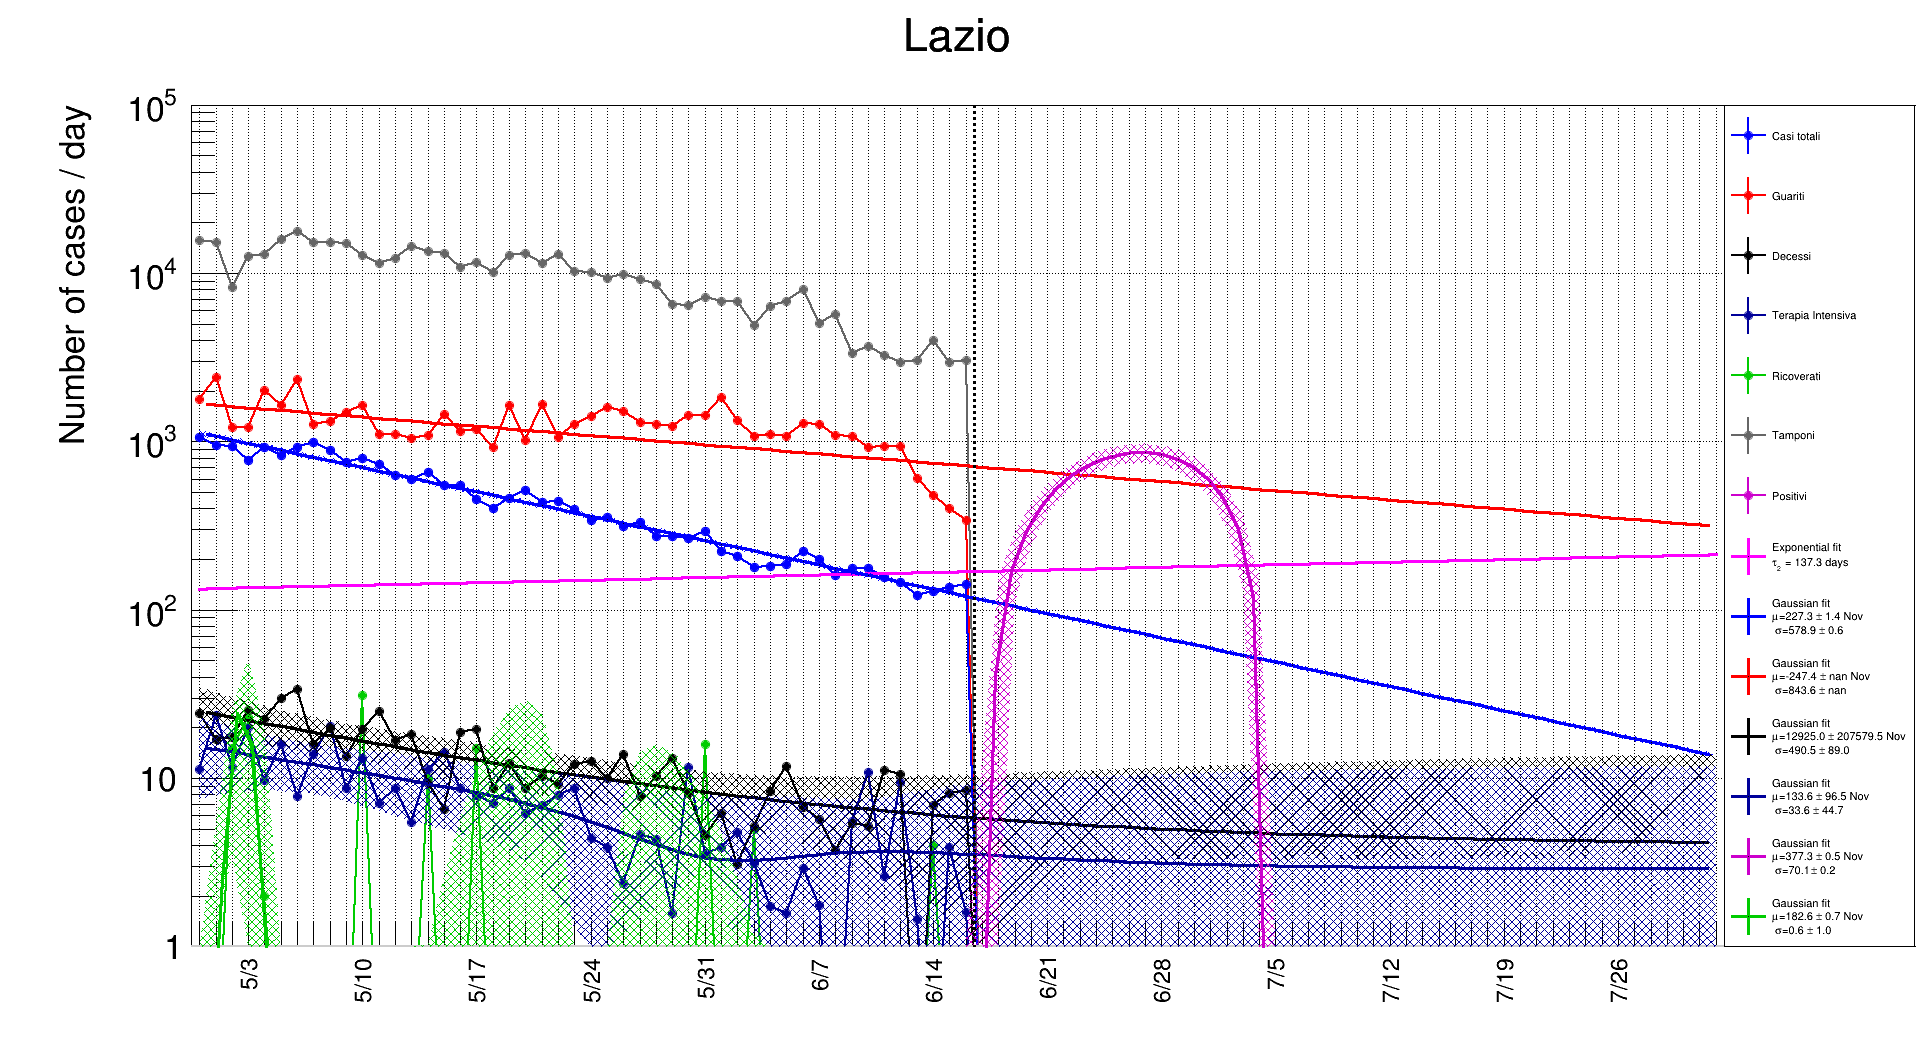 Lazio
Number of cases / day
10^5
10^4
10^3
10^2
10
1
5/3
5/10
5/17
5/24
5/31
6/7
6/14
6/21
6/28
7/5
7/12
7/19
7/26
Casi totali
Guariti
Decessi
Terapia Intensiva
Ricoverati
Tamponi
Positivi
Exponential fit
τ_2 = 137.3 days
Gaussian fit
μ=227.3 ± 1.4 Nov
σ=578.9 ± 0.6
Gaussian fit
μ=-247.4 ± nan Nov
σ=843.6 ± nan
Gaussian fit
μ=12925.0 ± 207579.5 Nov
σ=490.5 ± 89.0
Gaussian fit
μ=133.6 ± 96.5 Nov
σ=33.6 ± 44.7
Gaussian fit
μ=377.3 ± 0.5 Nov
σ=70.1 ± 0.2
Gaussian fit
μ=182.6 ± 0.7 Nov
σ=0.6 ± 1.0